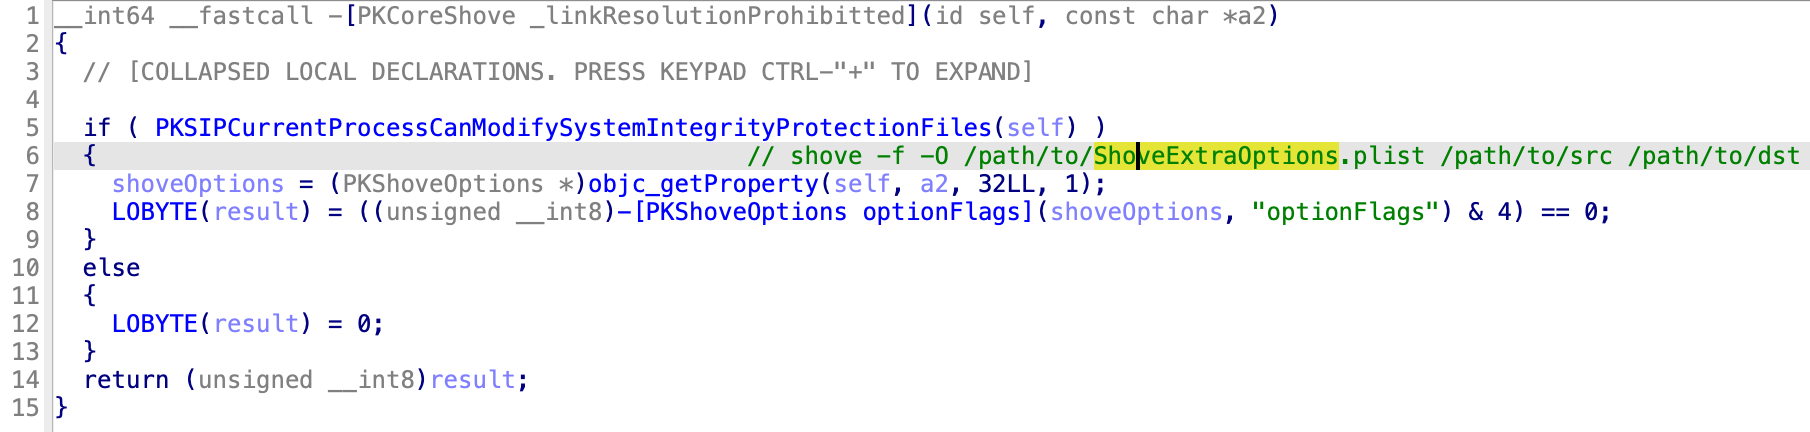 1 __int64 __fastcall -[PKCoreShove _linkResolutionProhibitted](id self, const char *a2)
2 {
3 // [COLLAPSED LOCAL DECLARATIONS. PRESS KEYPAD CTRL-"+" TO EXPAND]
4
5 if ( PKSIPCurrentProcessCanModifySystemIntegrityProtectionFiles(self) )
6 { // shove -f -O /path/to/ShoveExtraOptions.plist /path/to/src /path/to/dst
7 shoveOptions = (PKShoveOptions *)objc_getProperty(self, a2, 32LL, 1);
8 LOBYTE(result) = ((unsigned __int8)-[PKShoveOptions optionFlags](shoveOptions, "optionFlags") & 4) == 0;
9 }
10 else
11 {
12 LOBYTE(result) = 0;
13 }
14 return (unsigned __int8)result;
15 }